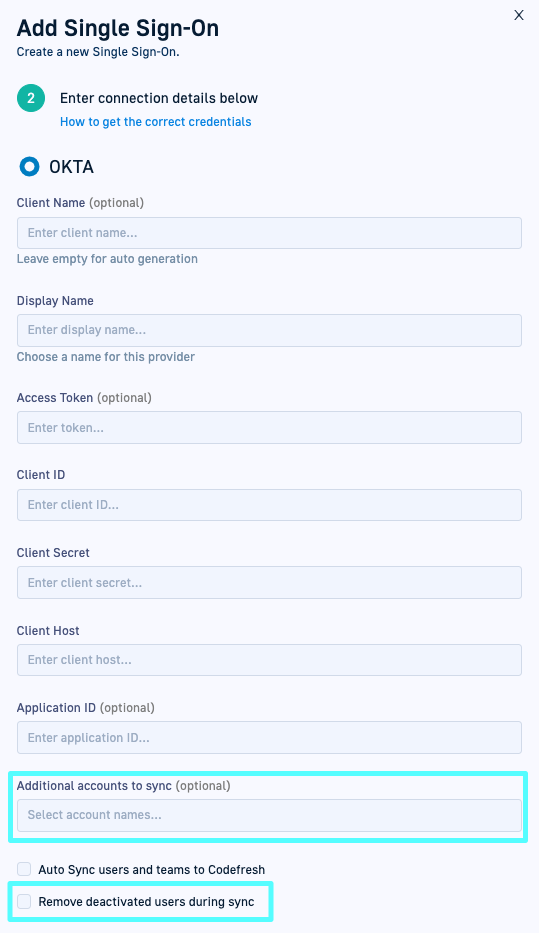 Add Single Sign-On
X
Create a new Single Sign-On.
2
Enter connection details below
How to get the correct credentials
OKTA
Client Name (optional)
Enter client name...
Leave empty for auto generation
Display Name
Enter display name...
Choose a name for this provider
Access Token (optional)
Enter token...
Client ID
Enter client ID...
Client Secret
Enter client secret...
Client Host
Enter client host...
Application ID (optional)
Enter application ID...
Additional accounts to sync (optional)
Select account names...
Auto Sync users and teams to Codefresh
Remove deactivated users during sync